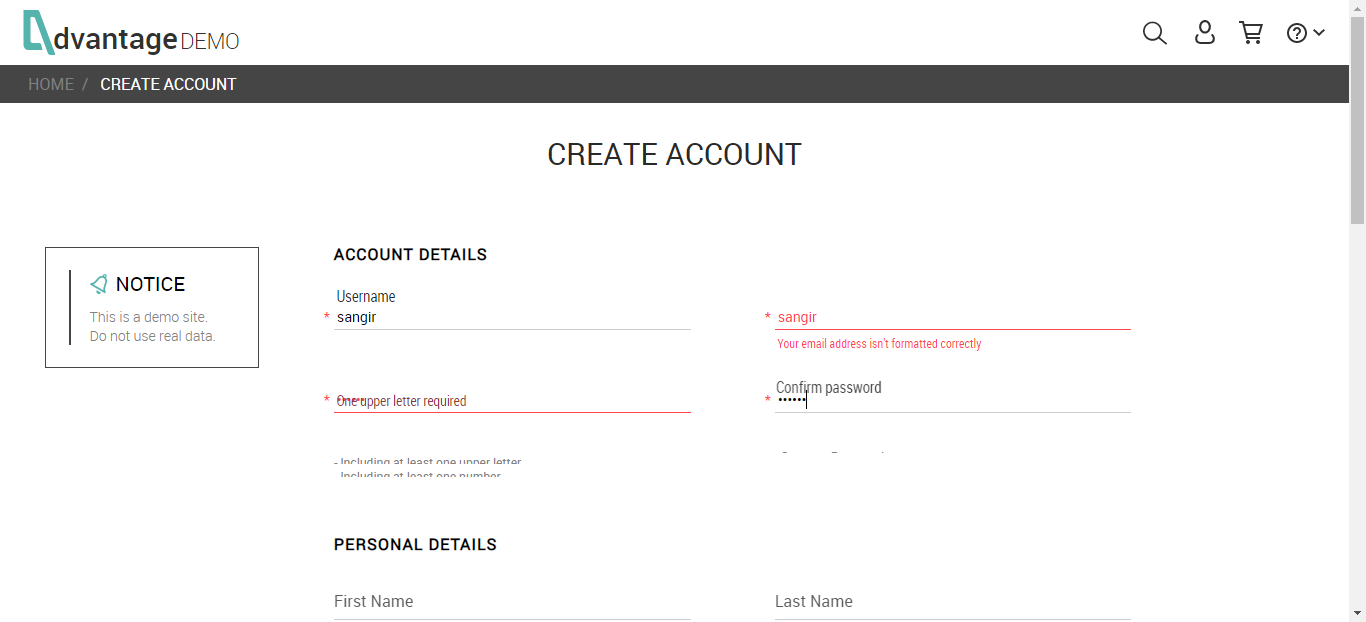 AdvantageDEMO
HOME / CREATE ACCOUNT
CREATE ACCOUNT
NOTICE
This is a demo site.
Do not use real data.
ACCOUNT DETAILS
Username
* sangir
* sangir
Your email address isn't formatted correctly
* One upper letter required
Confirm password
* ••••••
- Including at least one upper letter
- Including at least one number
PERSONAL DETAILS
First Name
Last Name